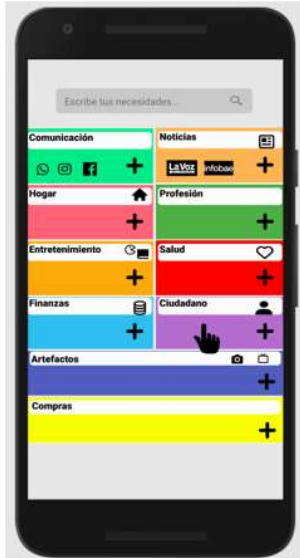 Escribe tus necesidades...
Comunicación
Noticias
LaVoz
infobae
Hogar
Profesión
Entretenimiento
Salud
Finanzas
Ciudadano
Artefactos
Compras